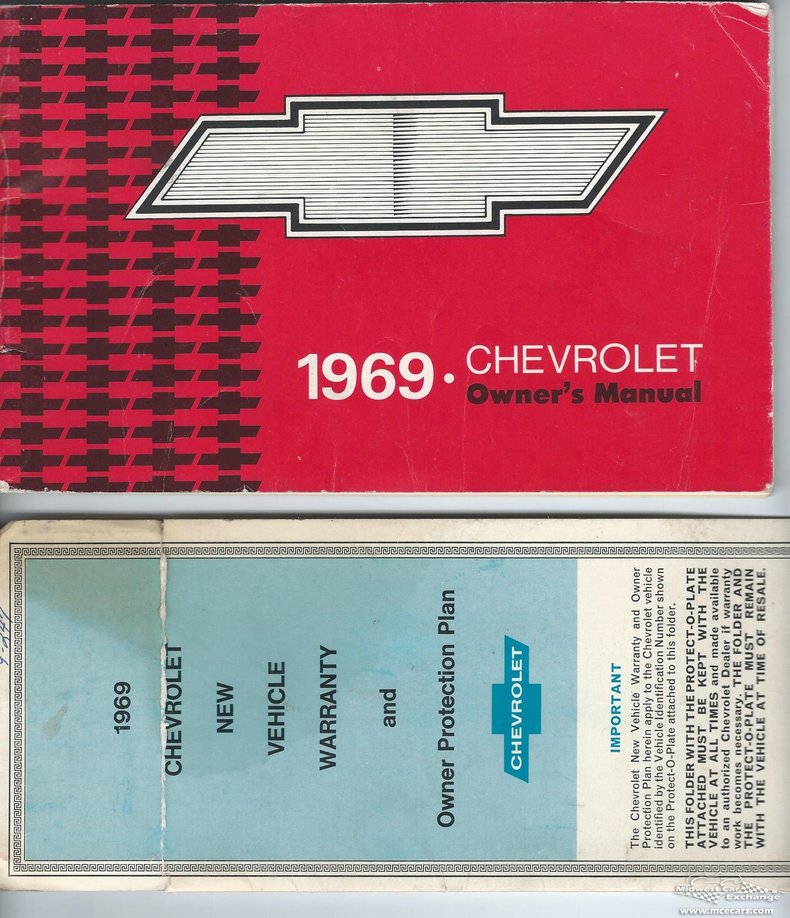 1969 • CHEVROLET
Owner's Manual
1969
CHEVROLET
NEW
VEHICLE
WARRANTY
and
Owner Protection Plan
CHEVROLET
IMPORTANT
The Chevrolet New Vehicle Warranty and Owner
Protection Plan herein apply to the Chevrolet vehicle
identified by the Vehicle Identification Number shown
on the Protect-O-Plate attached to this folder.
THIS FOLDER WITH THE PROTECT-O-PLATE
ATTACHED MUST BE KEPT WITH THE
VEHICLE AT ALL TIMES and made available
to an authorized Chevrolet Dealer if warranty
work becomes necessary. THE FOLDER AND
THE PROTECT-O-PLATE MUST REMAIN
WITH THE VEHICLE AT TIME OF RESALE.
Midwest Car
Exchange
www.mcecars.com